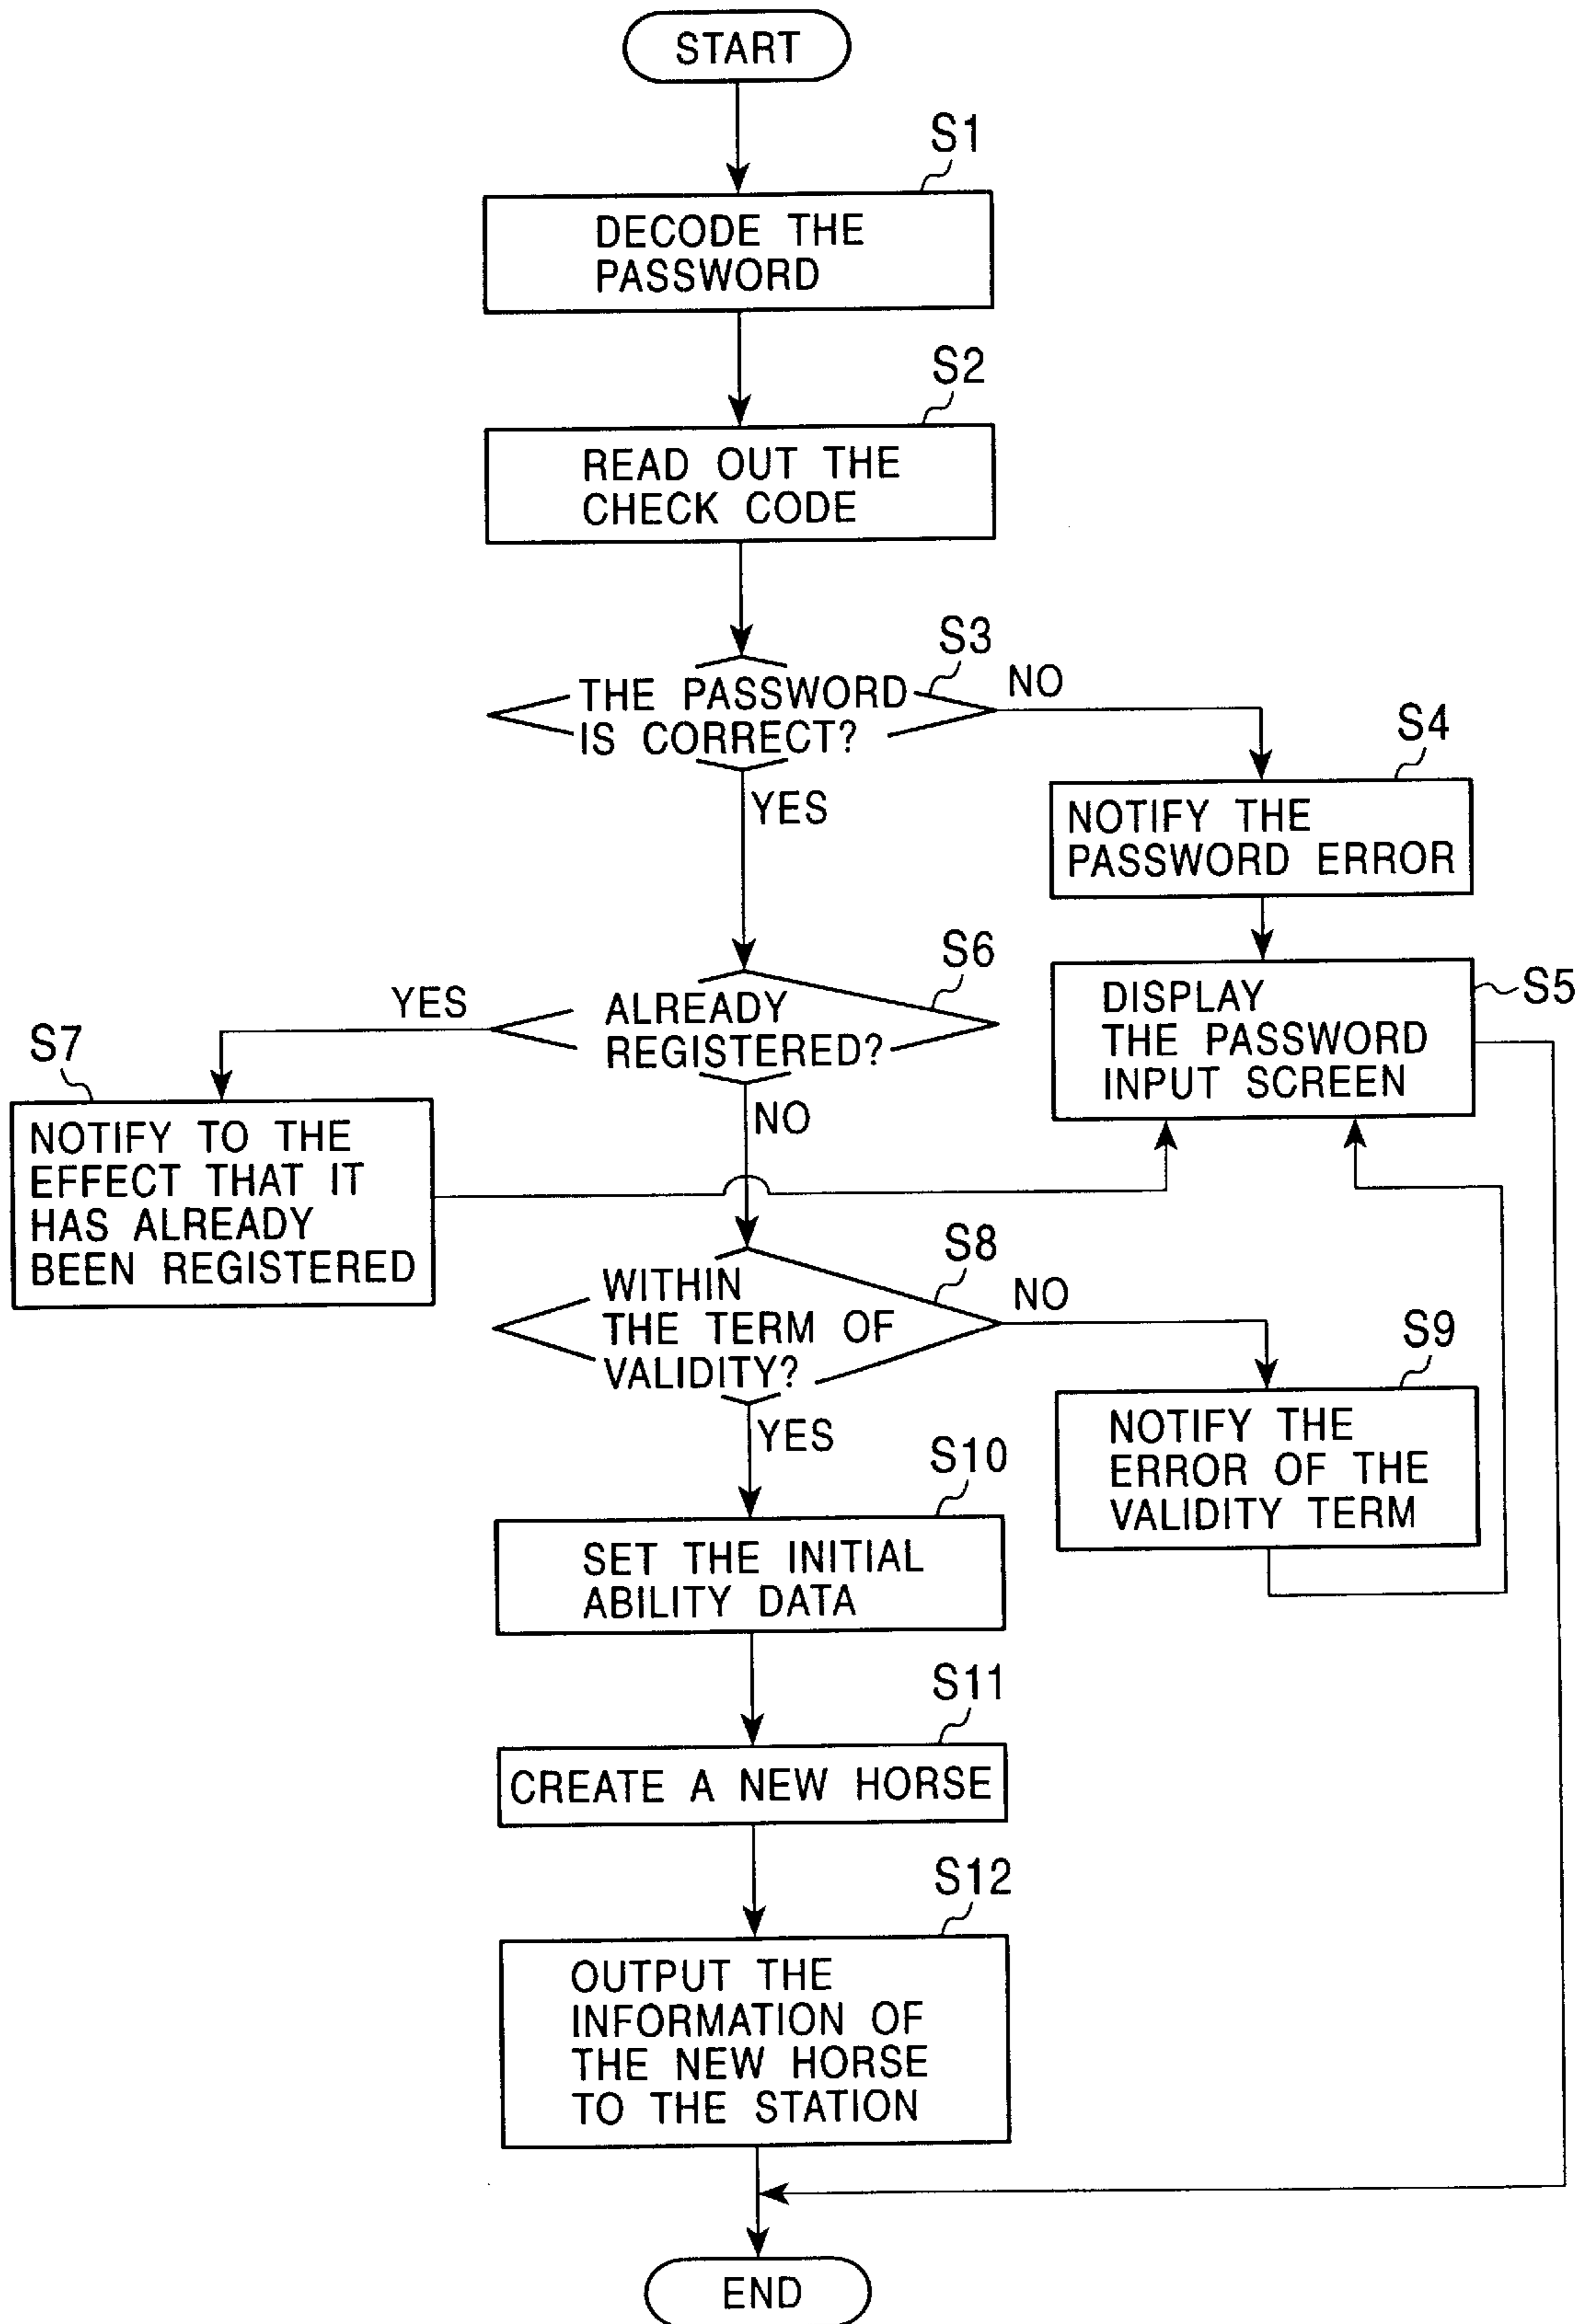 START
S1
DECODE THE
PASSWORD
S2
READ OUT THE
CHECK CODE
S3
THE PASSWORD
IS CORRECT?
NO
YES
S4
NOTIFY THE
PASSWORD ERROR
S5
DISPLAY
THE PASSWORD
INPUT SCREEN
S6
ALREADY
REGISTERED?
YES
NO
S7
NOTIFY TO THE
EFFECT THAT IT
HAS ALREADY
BEEN REGISTERED
S8
WITHIN
THE TERM OF
VALIDITY?
NO
YES
S9
NOTIFY THE
ERROR OF THE
VALIDITY TERM
S10
SET THE INITIAL
ABILITY DATA
S11
CREATE A NEW HORSE
S12
OUTPUT THE
INFORMATION OF
THE NEW HORSE
TO THE STATION
END